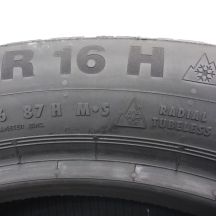 R 16 H
87 H M•S
RADIAL
TUBELESS